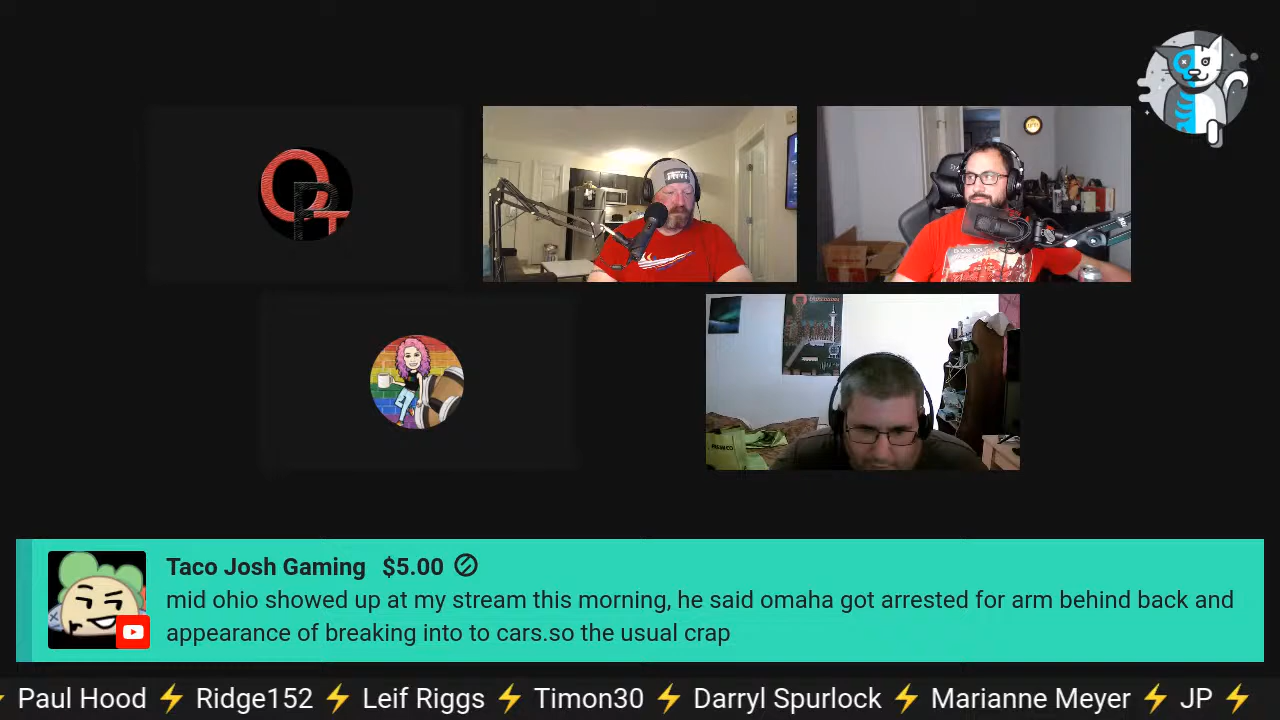 Taco Josh Gaming $5.00
mid ohio showed up at my stream this morning, he said omaha got arrested for arm behind back and
appearance of breaking into to cars.so the usual crap
Paul Hood ⚡ Ridge152 ⚡ Leif Riggs ⚡ Timon30 ⚡ Darryl Spurlock ⚡ Marianne Meyer ⚡ JP ⚡